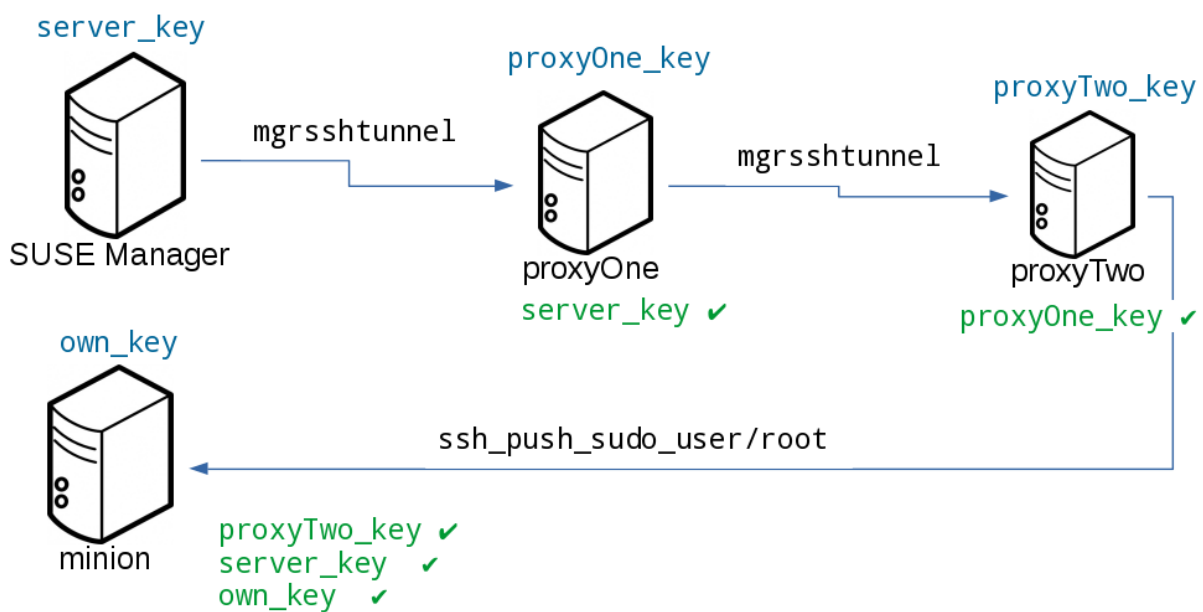 server_key
proxyOne_key
proxyTwo_key
mgrsshtunnel
mgrsshtunnel
SUSE Manager
proxyOne
proxyTwo
server_key ✔
proxyOne_key ✔
own_key
ssh_push_sudo_user/root
minion
proxyTwo_key ✔
server_key ✔
own_key ✔